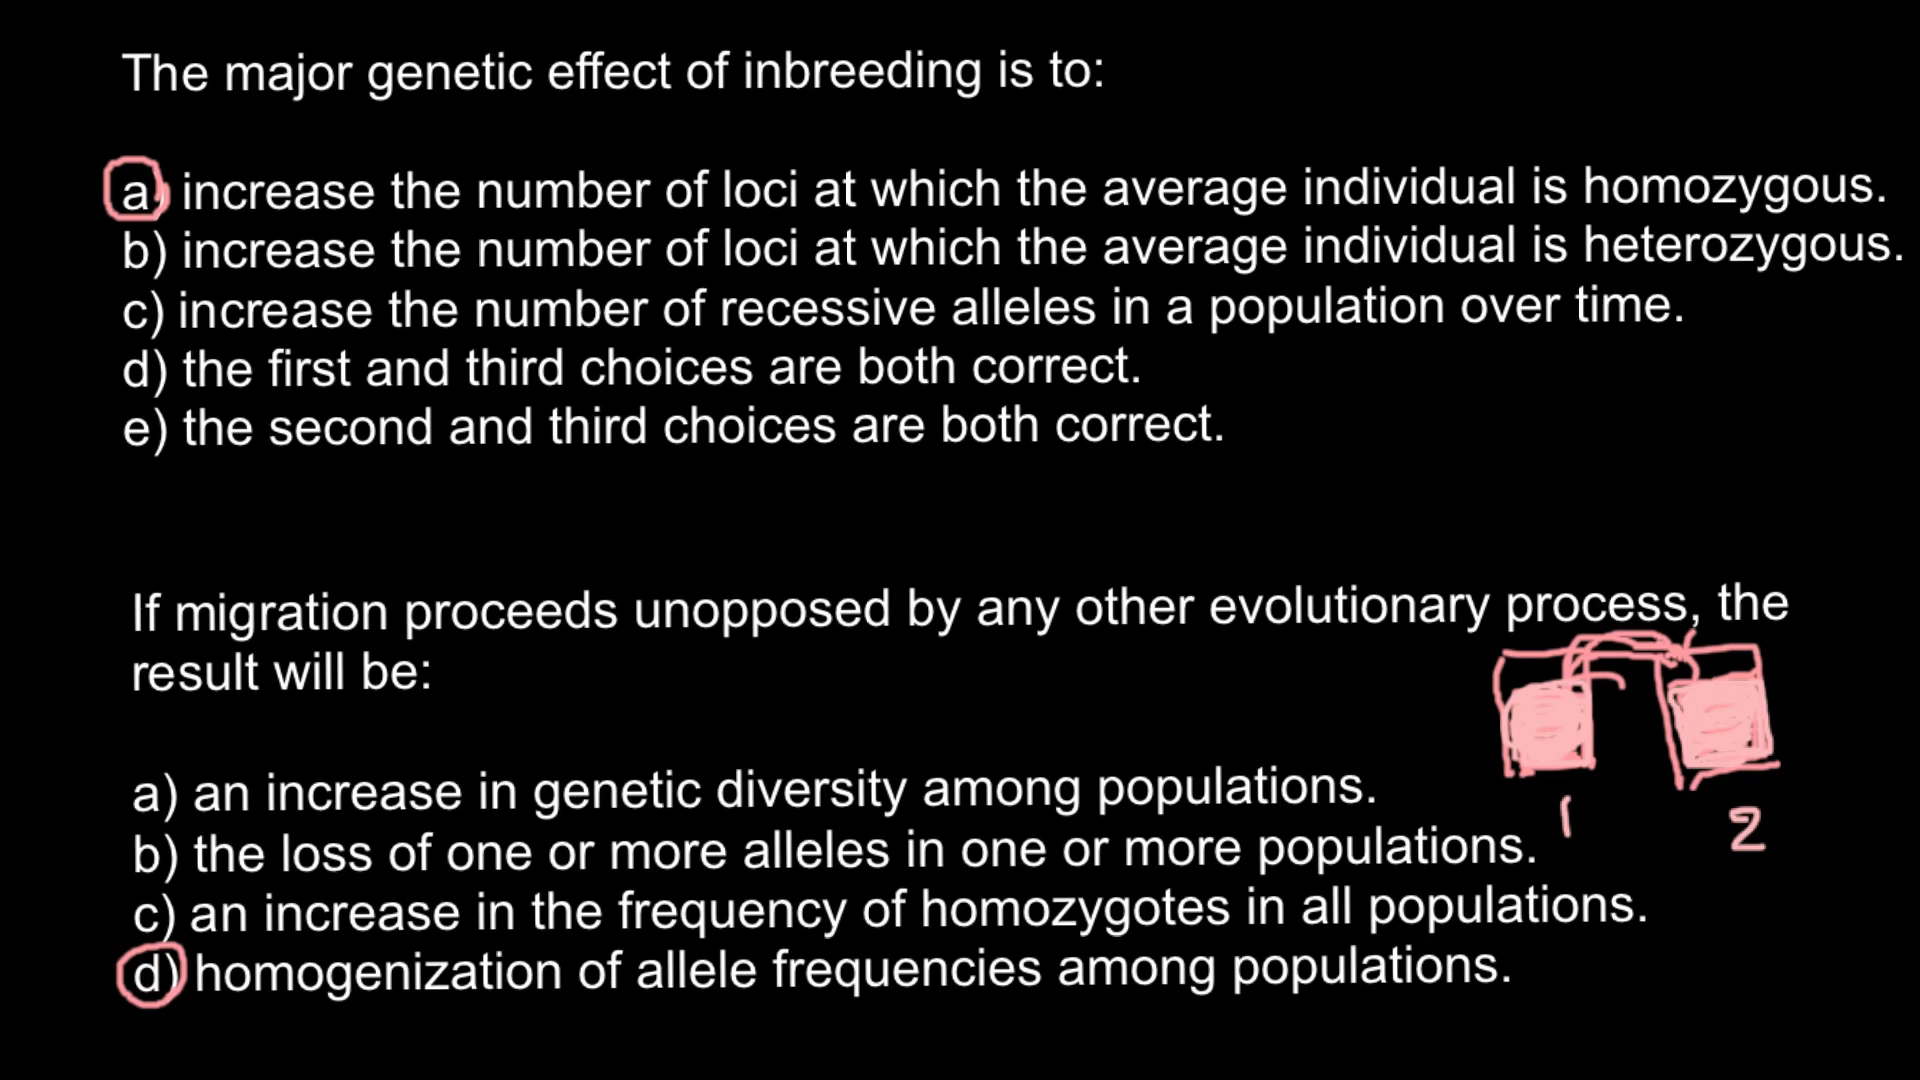 The major genetic effect of inbreeding is to:
a) increase the number of loci at which the average individual is homozygous.
b) increase the number of loci at which the average individual is heterozygous.
c) increase the number of recessive alleles in a population over time.
d) the first and third choices are both correct.
e) the second and third choices are both correct.
If migration proceeds unopposed by any other evolutionary process, the
result will be:
a) an increase in genetic diversity among populations.
b) the loss of one or more alleles in one or more populations.
c) an increase in the frequency of homozygotes in all populations.
d) homogenization of allele frequencies among populations.
1 2